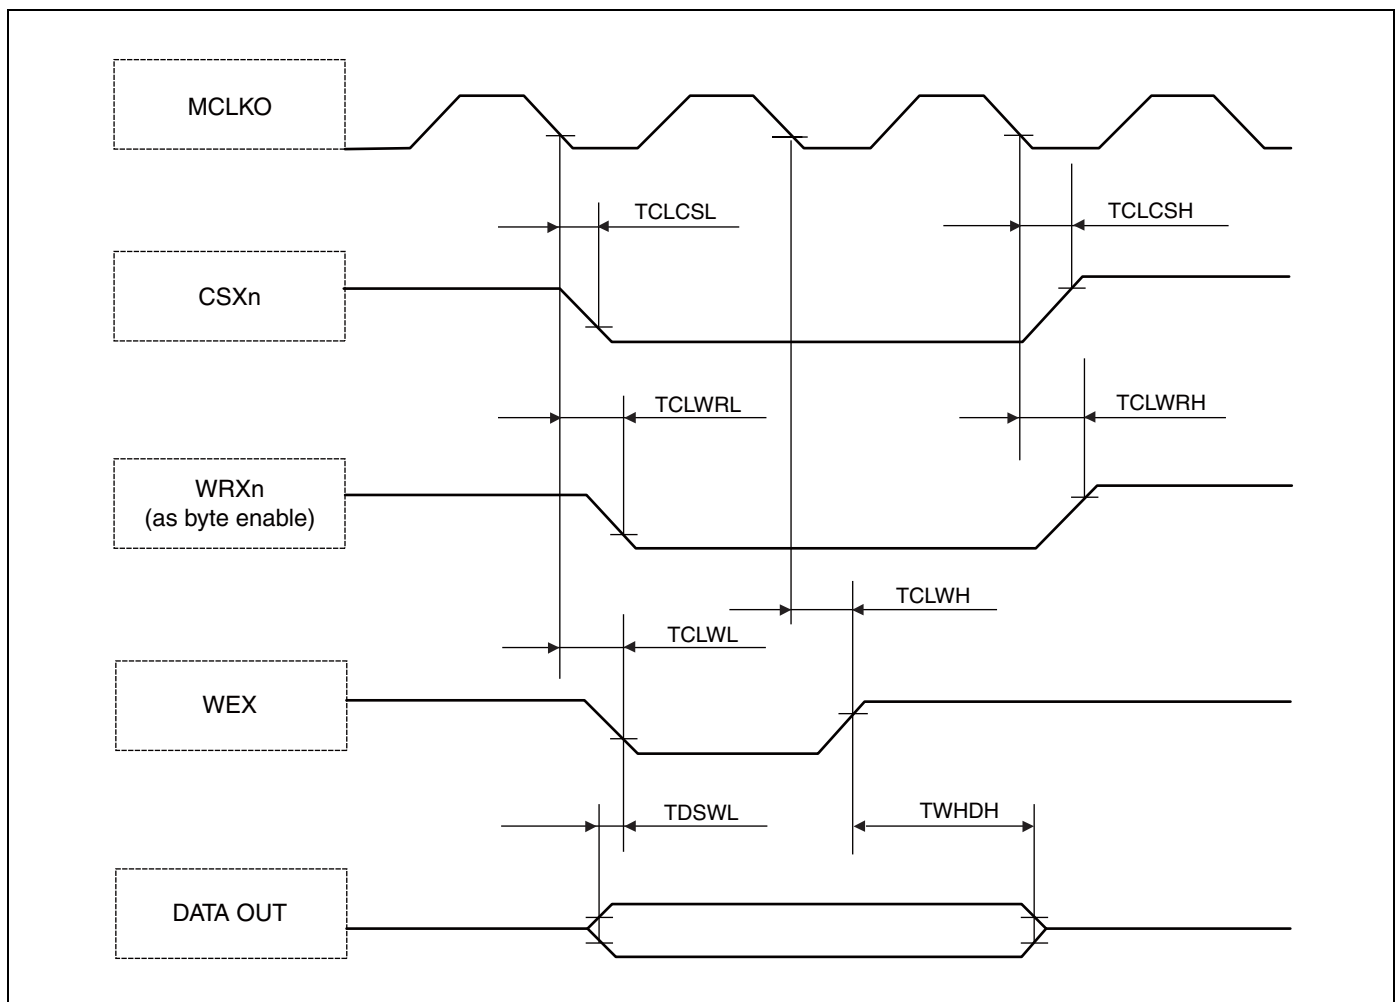 MCLKO
TCLCSL
TCLCSH
CSXn
TCLWRL
TCLWRH
WRXn
(as byte enable)
TCLWH
TCLWL
WEX
TDSWL
TWHDH
DATA OUT